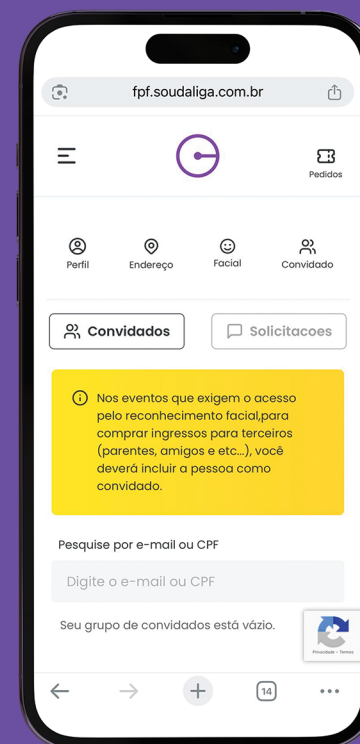 fpf.soudaliga.com.br
Pedidos
Perfil
Endereço
Facial
Convidado
Convidados
Solicitacoes
Nos eventos que exigem o acesso
pelo reconhecimento facial,para
comprar ingressos para terceiros
(parentes, amigos e etc...), você
deverá incluir a pessoa como
convidado.
Pesquise por e-mail ou CPF
Digite o e-mail ou CPF
Seu grupo de convidados está vázio.
Privacidade - Termos
14